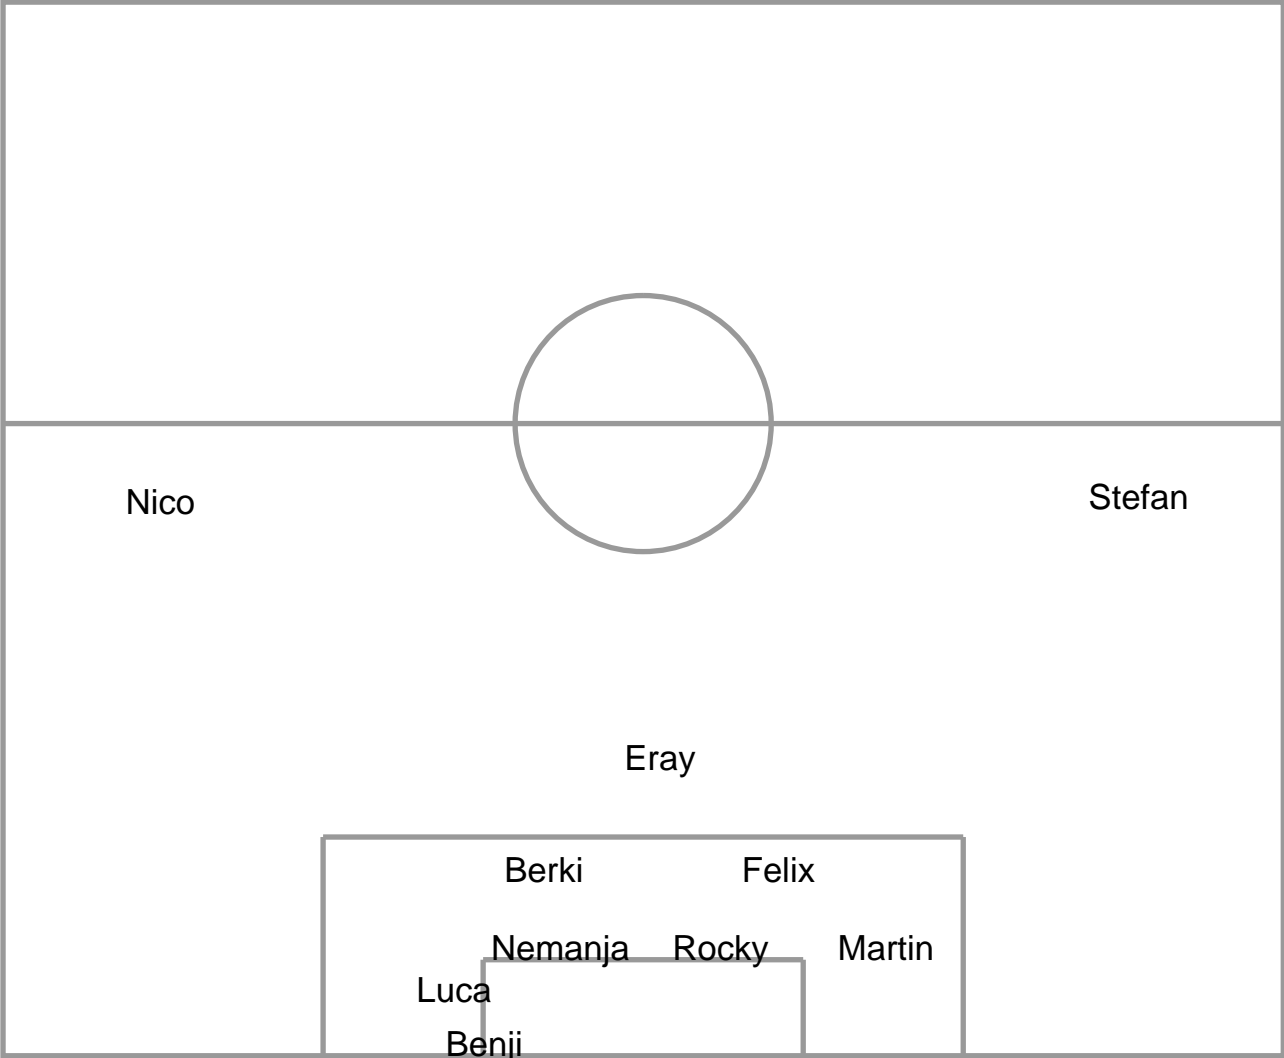 Nico
Stefan
Eray
Berki
Felix
Nemanja
Rocky
Martin
Luca
Benji